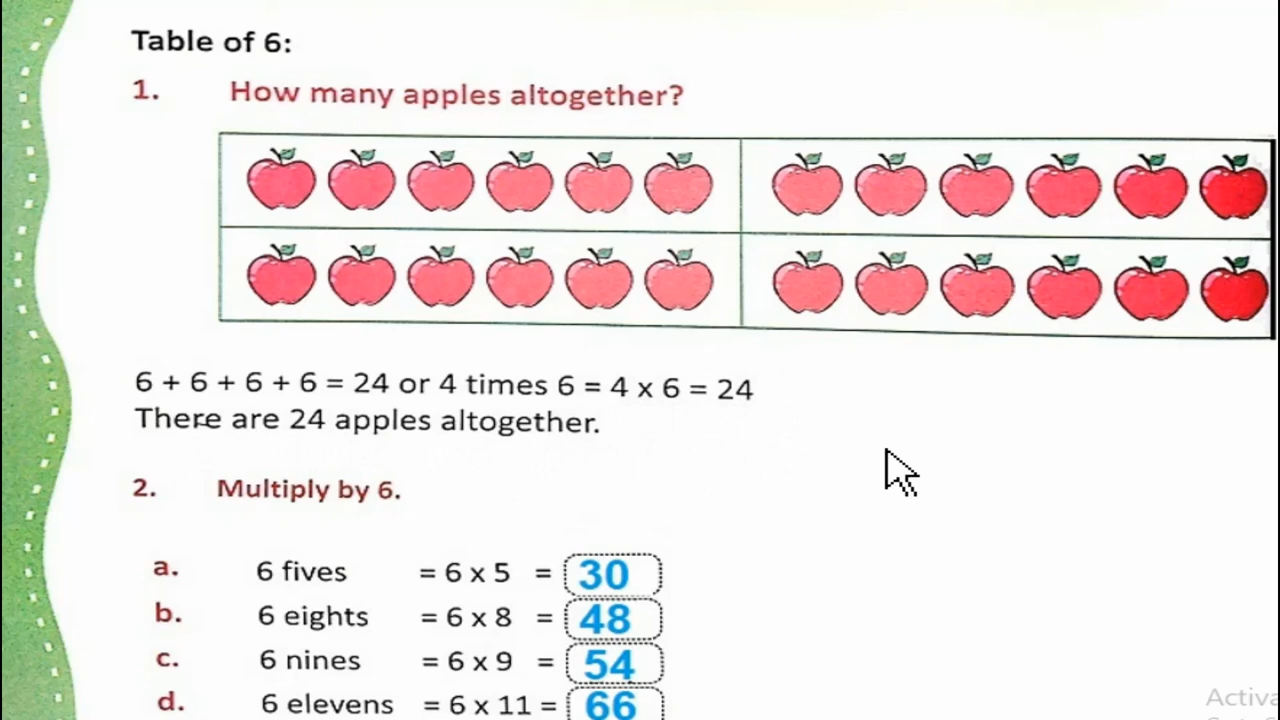 Table of 6:
1. How many apples altogether?
6 + 6 + 6 + 6 = 24 or 4 times 6 = 4 x 6 = 24
There are 24 apples altogether.
2. Multiply by 6.
a. 6 fives = 6 x 5 = 30
b. 6 eights = 6 x 8 = 48
c. 6 nines = 6 x 9 = 54
d. 6 elevens = 6 x 11 = 66
Activa